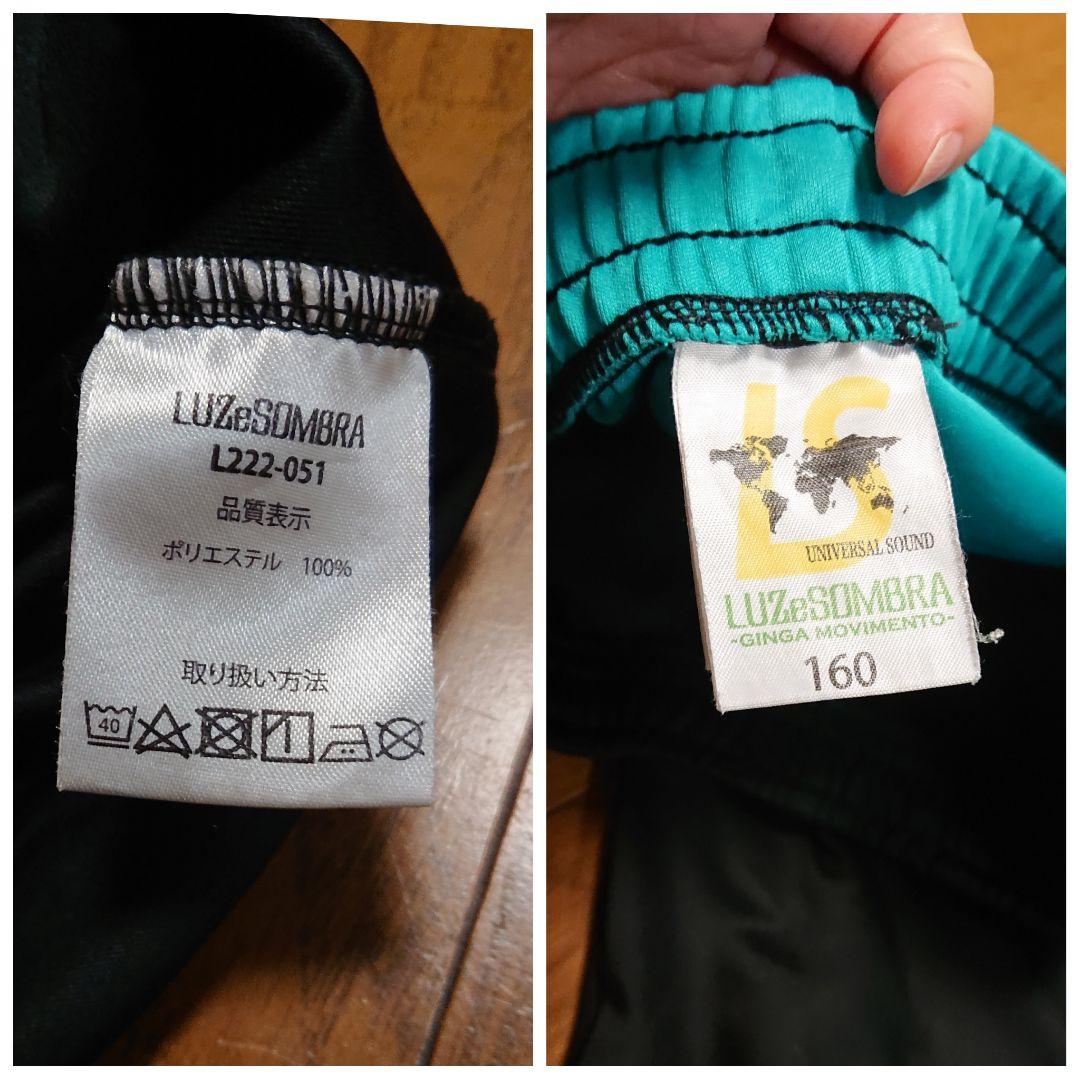 LUZeSOMBRA
L222-051
品質表示
ポリエステル 100%
取り扱い方法
40
LS
UNIVERSAL SOUND
LUZeSOMBRA
-GINGA MOVIMENTO-
160